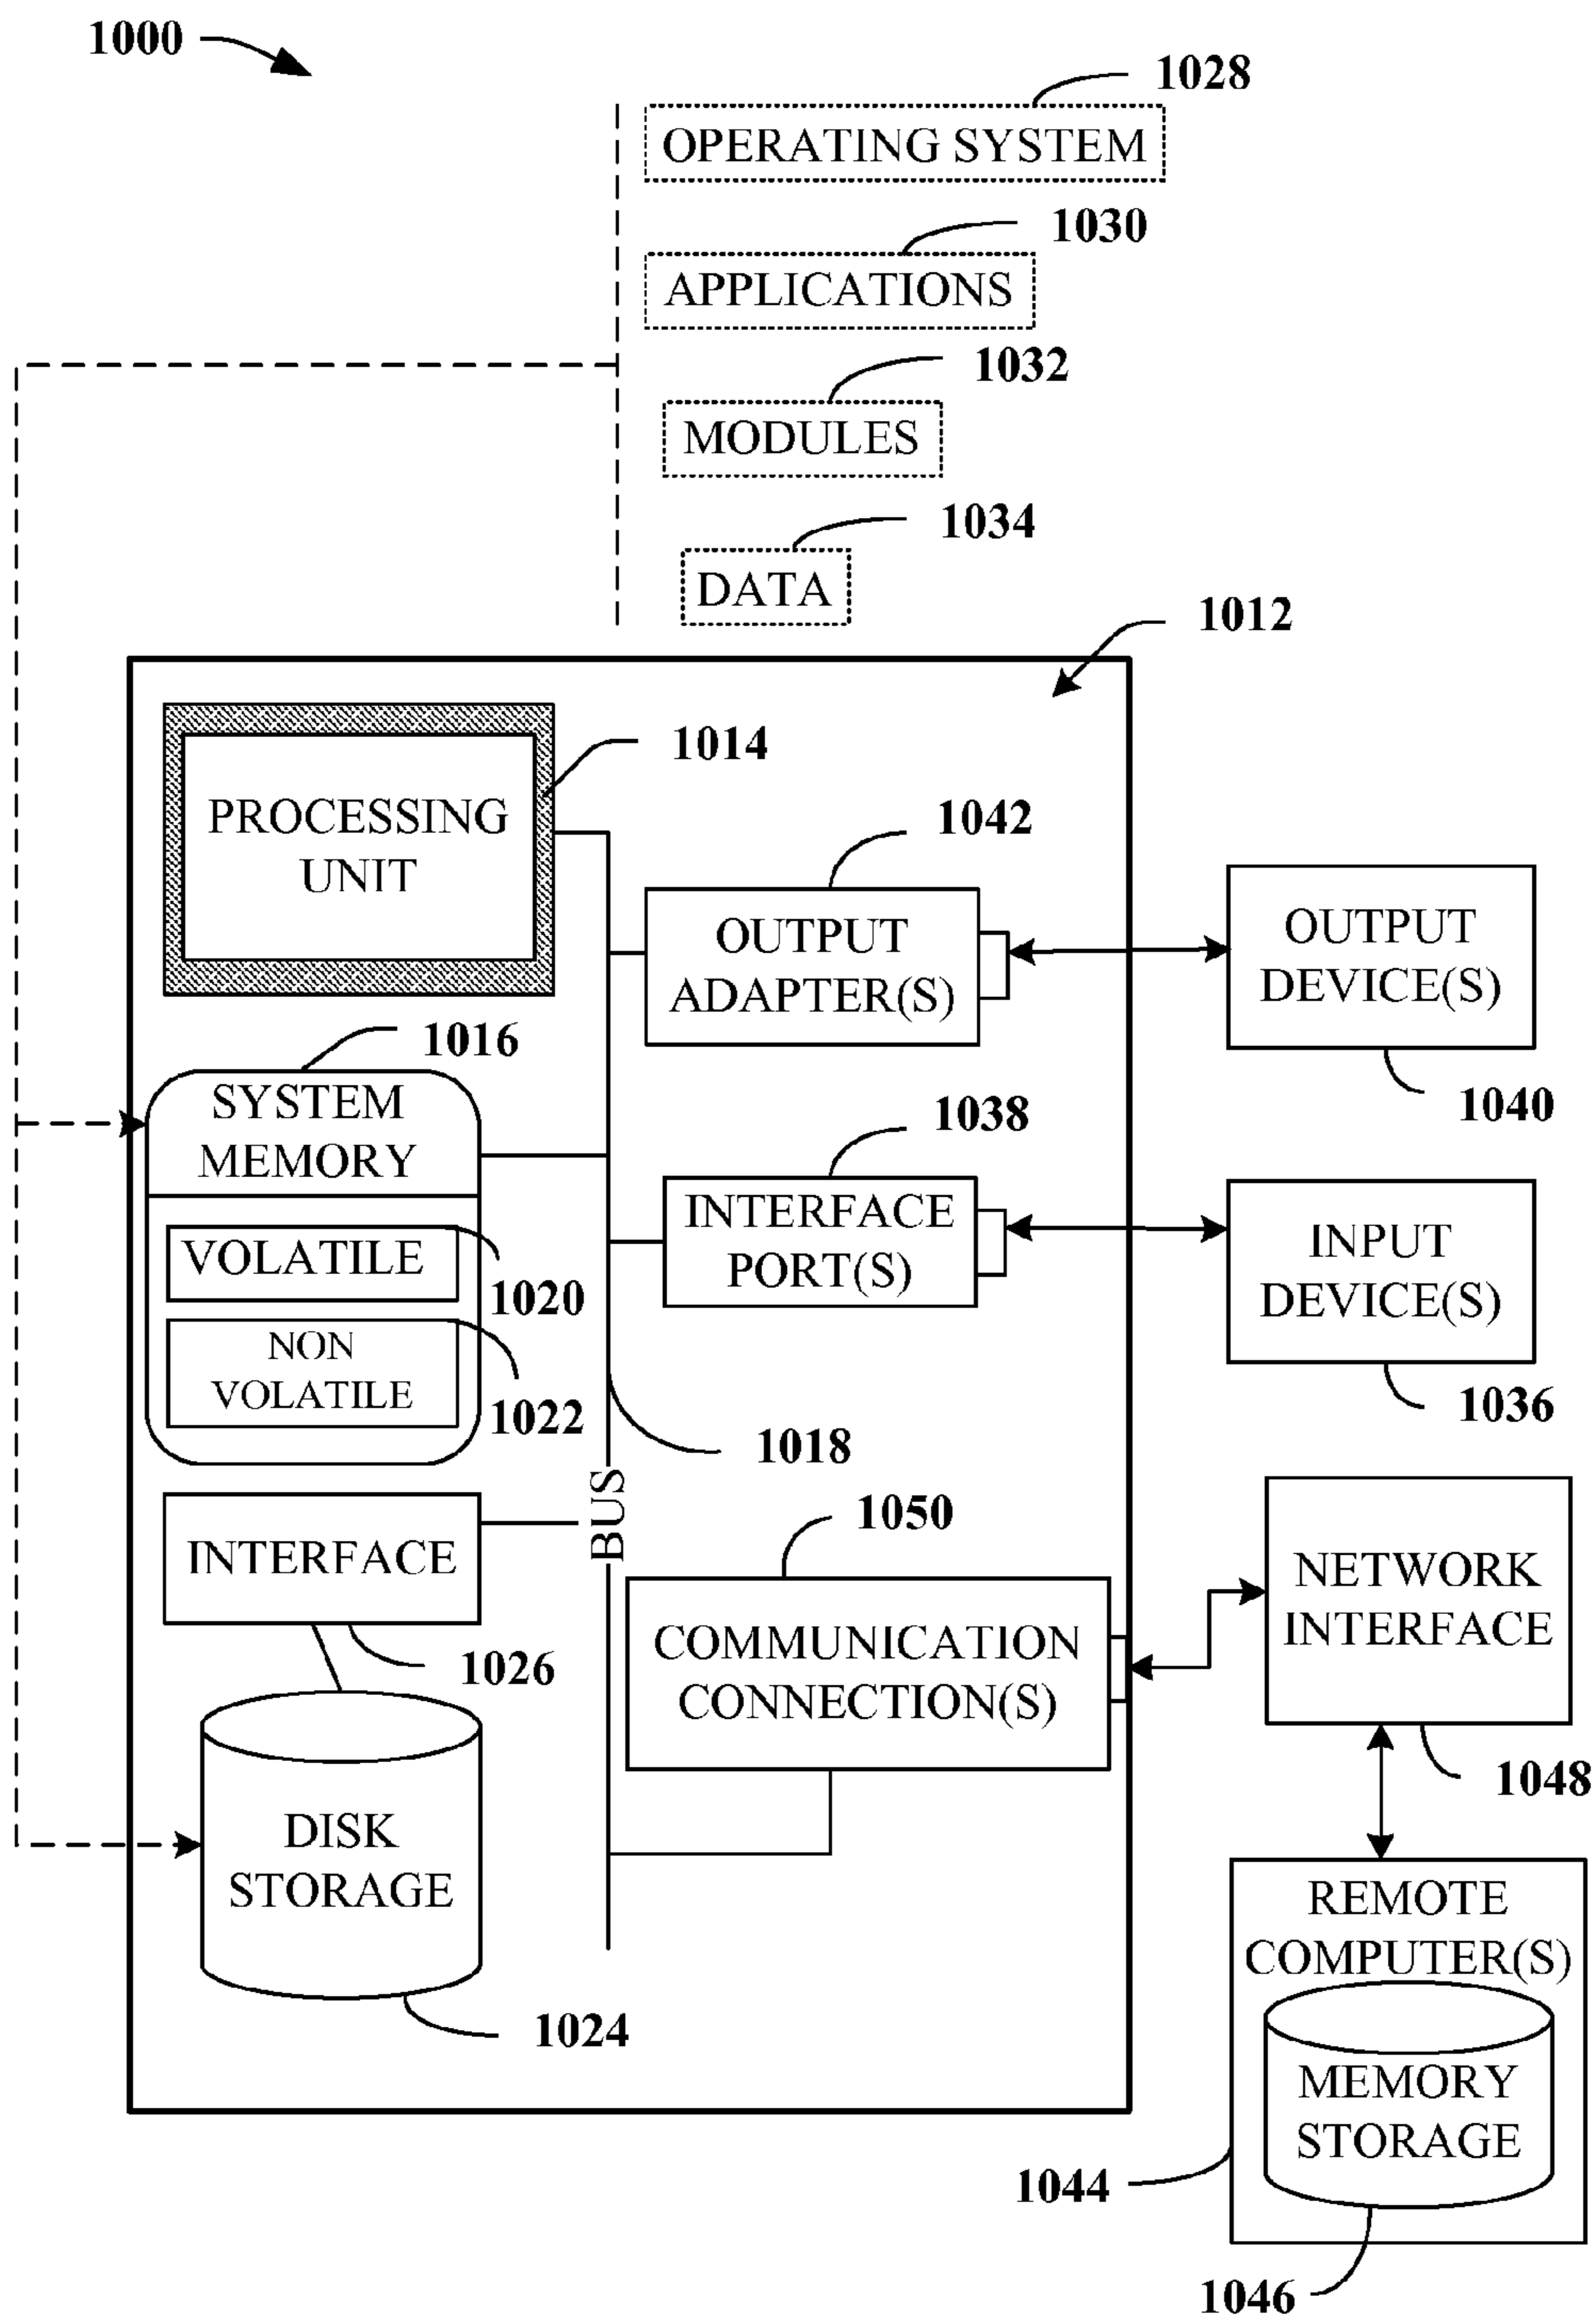 1000
1028
OPERATING SYSTEM
1030
APPLICATIONS
1032
MODULES
1034
DATA
1012
PROCESSING
UNIT
1014
1042
OUTPUT
ADAPTER(S)
OUTPUT
DEVICE(S)
1040
1016
SYSTEM
MEMORY
VOLATILE
1020
NON
VOLATILE
1022
1038
INTERFACE
PORT(S)
INPUT
DEVICE(S)
1036
1018
BUS
INTERFACE
1026
1050
COMMUNICATION
CONNECTION(S)
NETWORK
INTERFACE
1048
DISK
STORAGE
1024
REMOTE
COMPUTER(S)
MEMORY
STORAGE
1044
1046